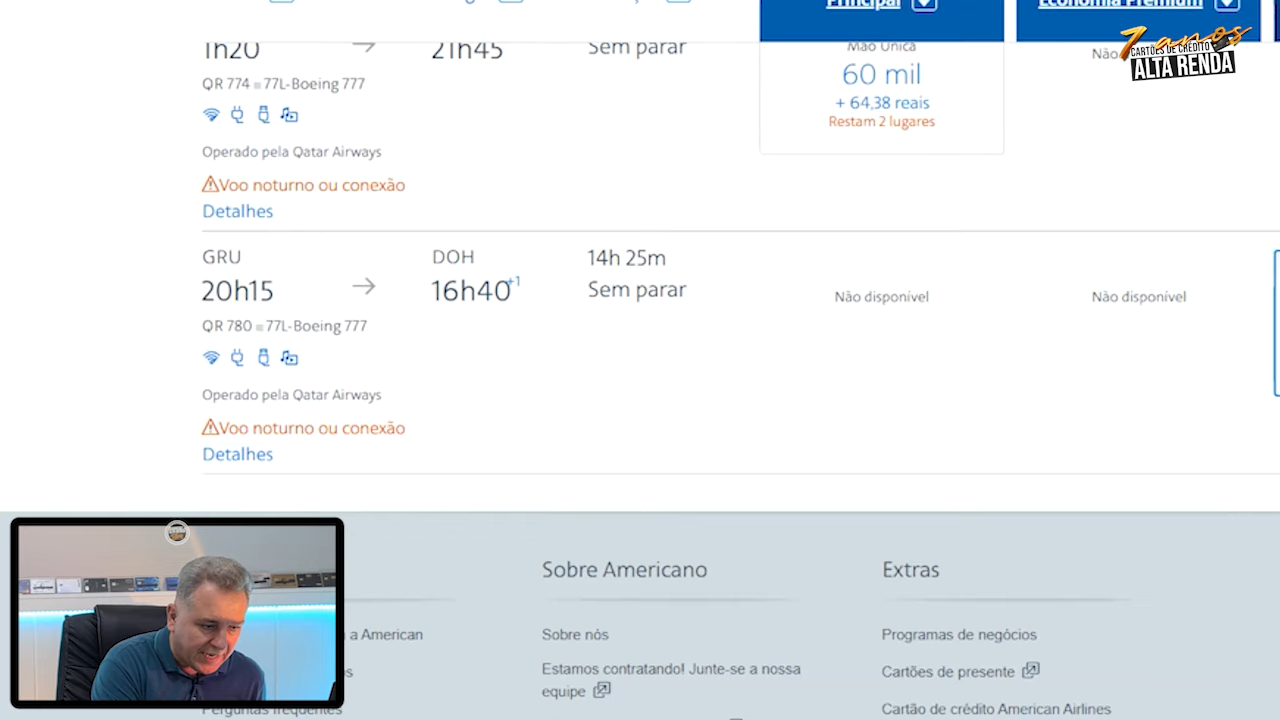 Principal
Economia Premium
7 anos
CARTÕES DE CRÉDITO
ALTA RENDA
1h20
21h45
Sem parar
Mão Única
Não
60 mil
+ 64,38 reais
Restam 2 lugares
QR 774 77L-Boeing 777
Operado pela Qatar Airways
Voo noturno ou conexão
Detalhes
GRU
DOH
14h 25m
20h15
16h40+1
Sem parar
Não disponível
Não disponível
QR 780 77L-Boeing 777
Operado pela Qatar Airways
Voo noturno ou conexão
Detalhes
Sobre Americano
Extras
a American
Sobre nós
Programas de negócios
Estamos contratando! Junte-se a nossa
equipe
Cartões de presente
Perguntas frequentes
Cartão de crédito American Airlines